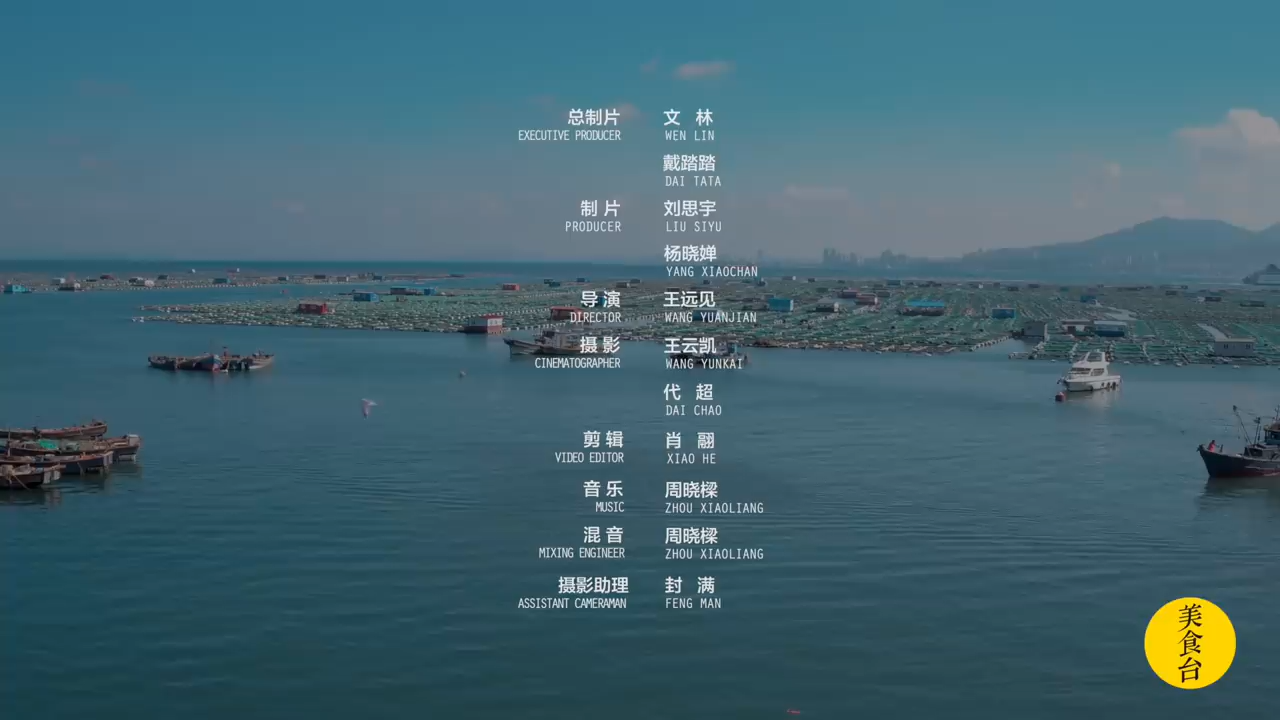 总制片 文 林
EXECUTIVE PRODUCER WEN LIN
戴踏踏
DAI TATA
制 片 刘思宇
PRODUCER LIU SIYU
杨晓婵
YANG XIAOCHAN
导 演 王远见
DIRECTOR WANG YUANJIAN
摄 影 王云凯
CINEMATOGRAPHER WANG YUNKAI
代 超
DAI CHAO
剪 辑 肖 翮
VIDEO EDITOR XIAO HE
音 乐 周晓樑
MUSIC ZHOU XIAOLIANG
混 音 周晓樑
MIXING ENGINEER ZHOU XIAOLIANG
摄影助理 封 满
ASSISTANT CAMERAMAN FENG MAN
美食台